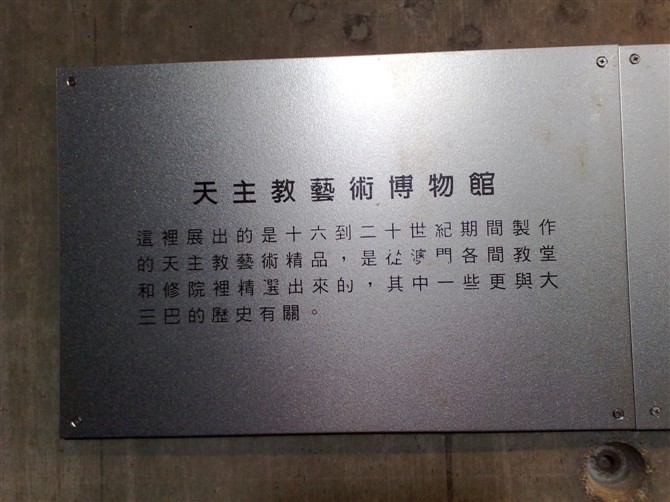 天主教藝術博物館
這裡展出的是十六到二十世紀期間製作
的天主教藝術精品，是從澳門各間教堂
和修院裡精選出來的，其中一些更與大
三巴的歷史有關。